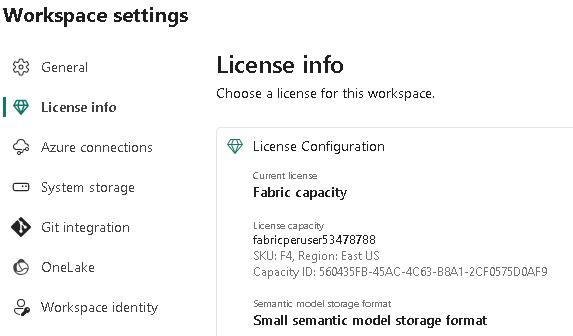 Workspace settings
General
License info
Azure connections
System storage
Git integration
OneLake
Workspace identity
License info
Choose a license for this workspace.
License Configuration
Current license
Fabric capacity
License capacity
fabricperuser53478788
SKU: F4, Region: East US
Capacity ID: 560435FB-45AC-4C63-B8A1-2CF0575D0AF9
Semantic model storage format
Small semantic model storage format